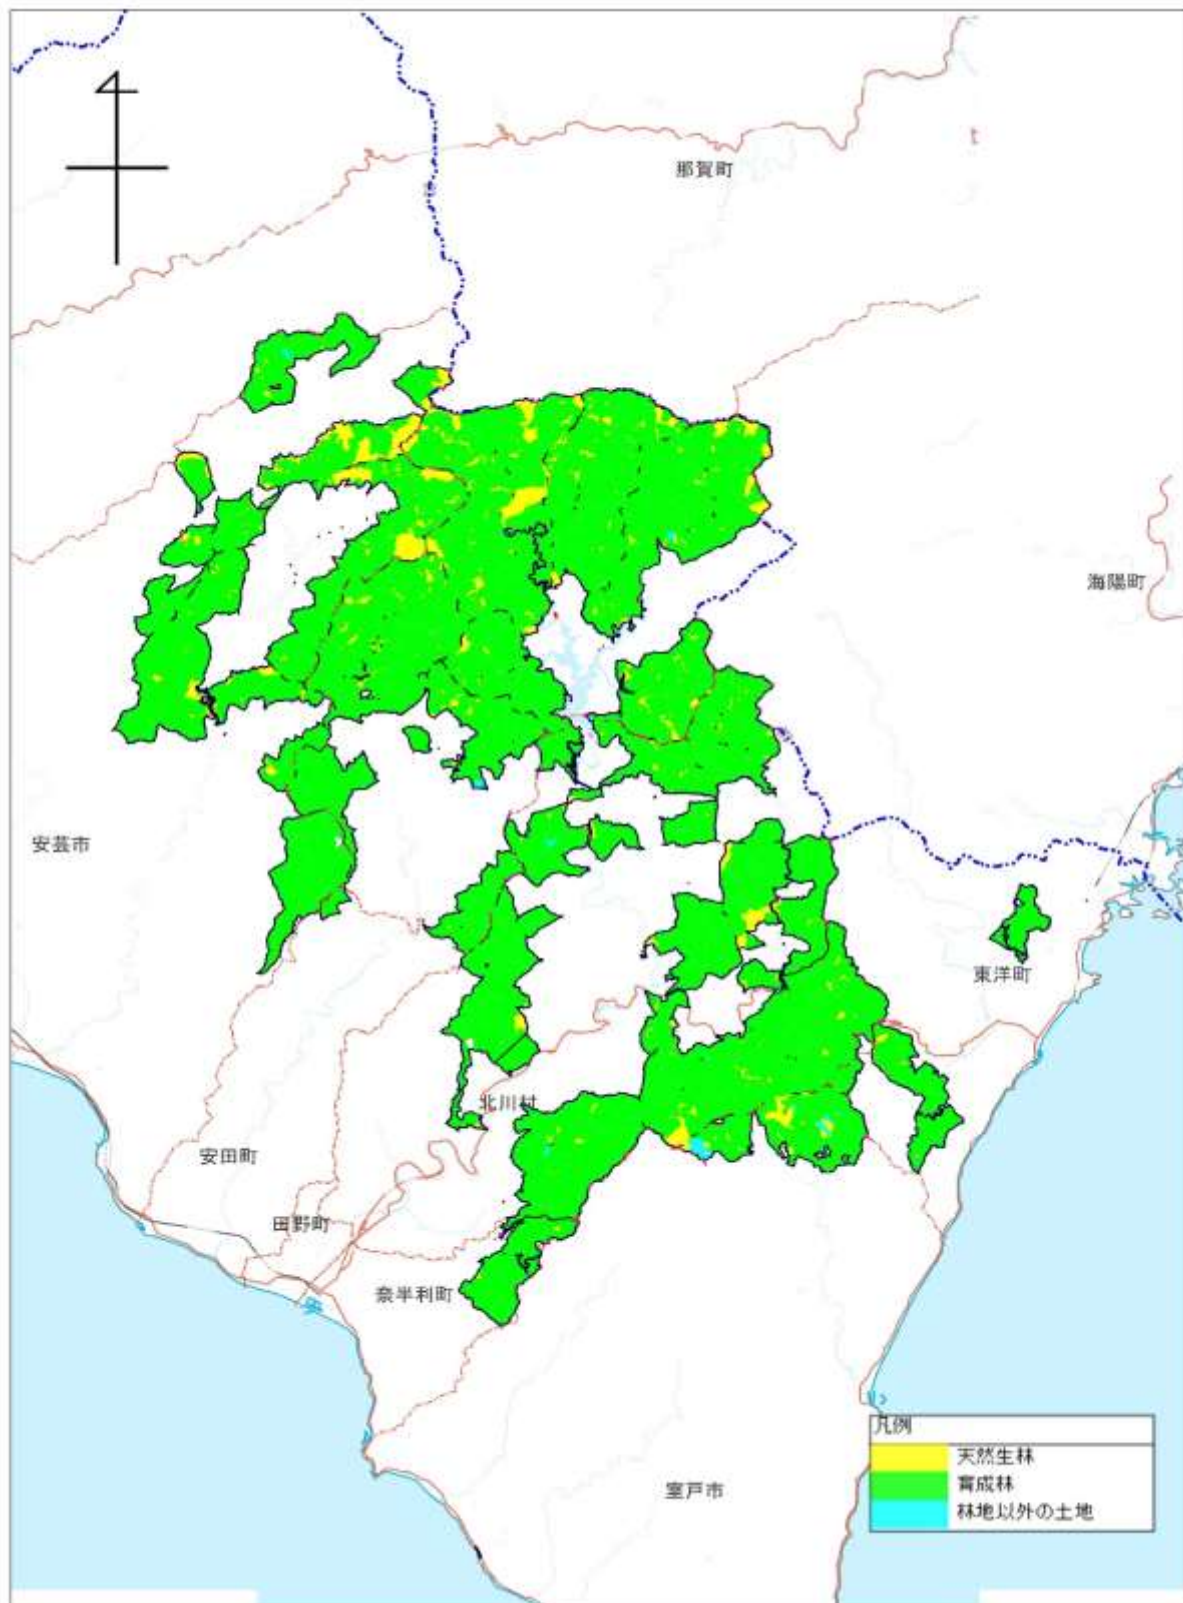 那賀町
海陽町
安芸市
東洋町
北川村
安田町
田野町
奈半利町
室戸市
凡例
天然生林
育成林
林地以外の土地